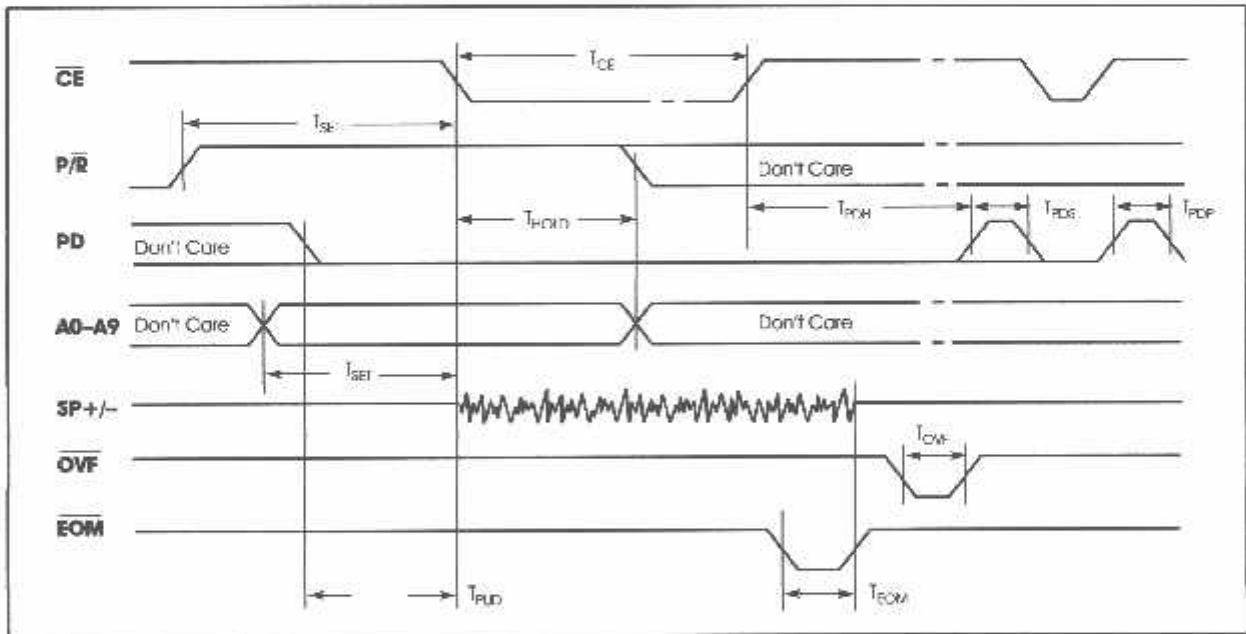 CE
T_CE
T_SET
P/R
Don't Care
T_HOLD
T_PDH
T_PDS
T_PDP
PD
Don't Care
A0–A9
Don't Care
Don't Care
T_SET
SP+/–
T_OVF
OVF
EOM
T_PUD
T_EOM